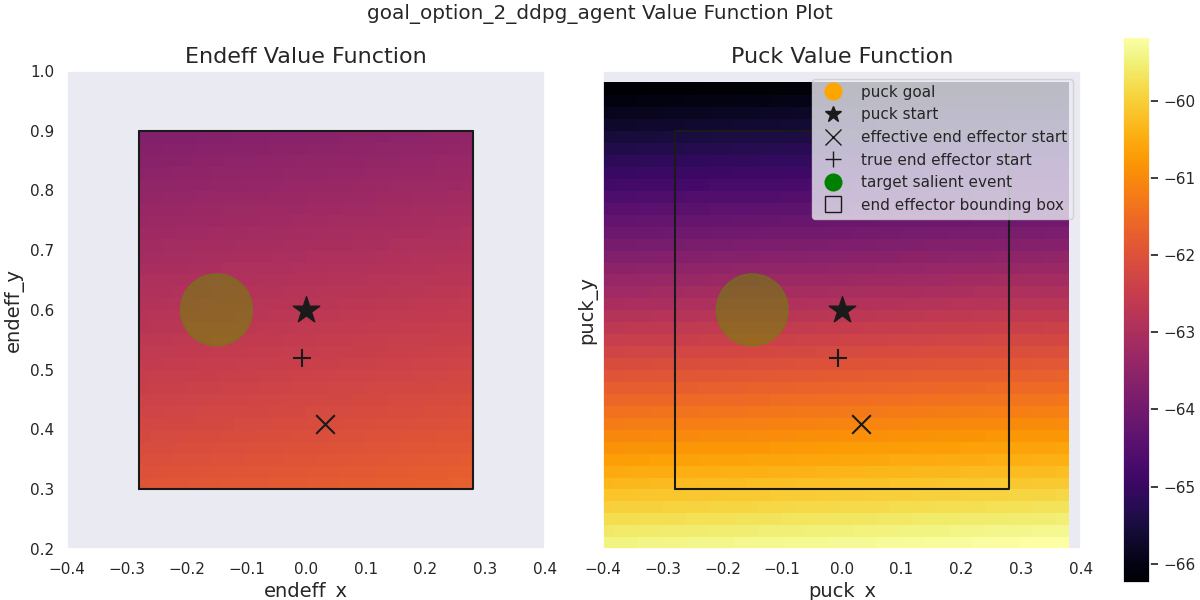 goal_option_2_ddpg_agent Value Function Plot
Endeff Value Function
1.0
0.9
0.8
0.7
0.6
0.5
0.4
0.3
0.2
endeff_y
−0.4 −0.3 −0.2 −0.1 0.0 0.1 0.2 0.3 0.4
endeff_x
Puck Value Function
puck goal
puck start
effective end effector start
true end effector start
target salient event
end effector bounding box
puck_y
−0.4 −0.3 −0.2 −0.1 0.0 0.1 0.2 0.3 0.4
puck_x
−60
−61
−62
−63
−64
−65
−66